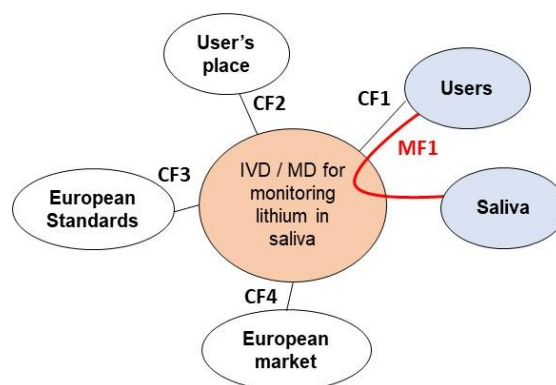 User's
place
CF2
CF1
Users
MF1
CF3
European
Standards
IVD / MD for
monitoring
lithium in
saliva
Saliva
CF4
European
market